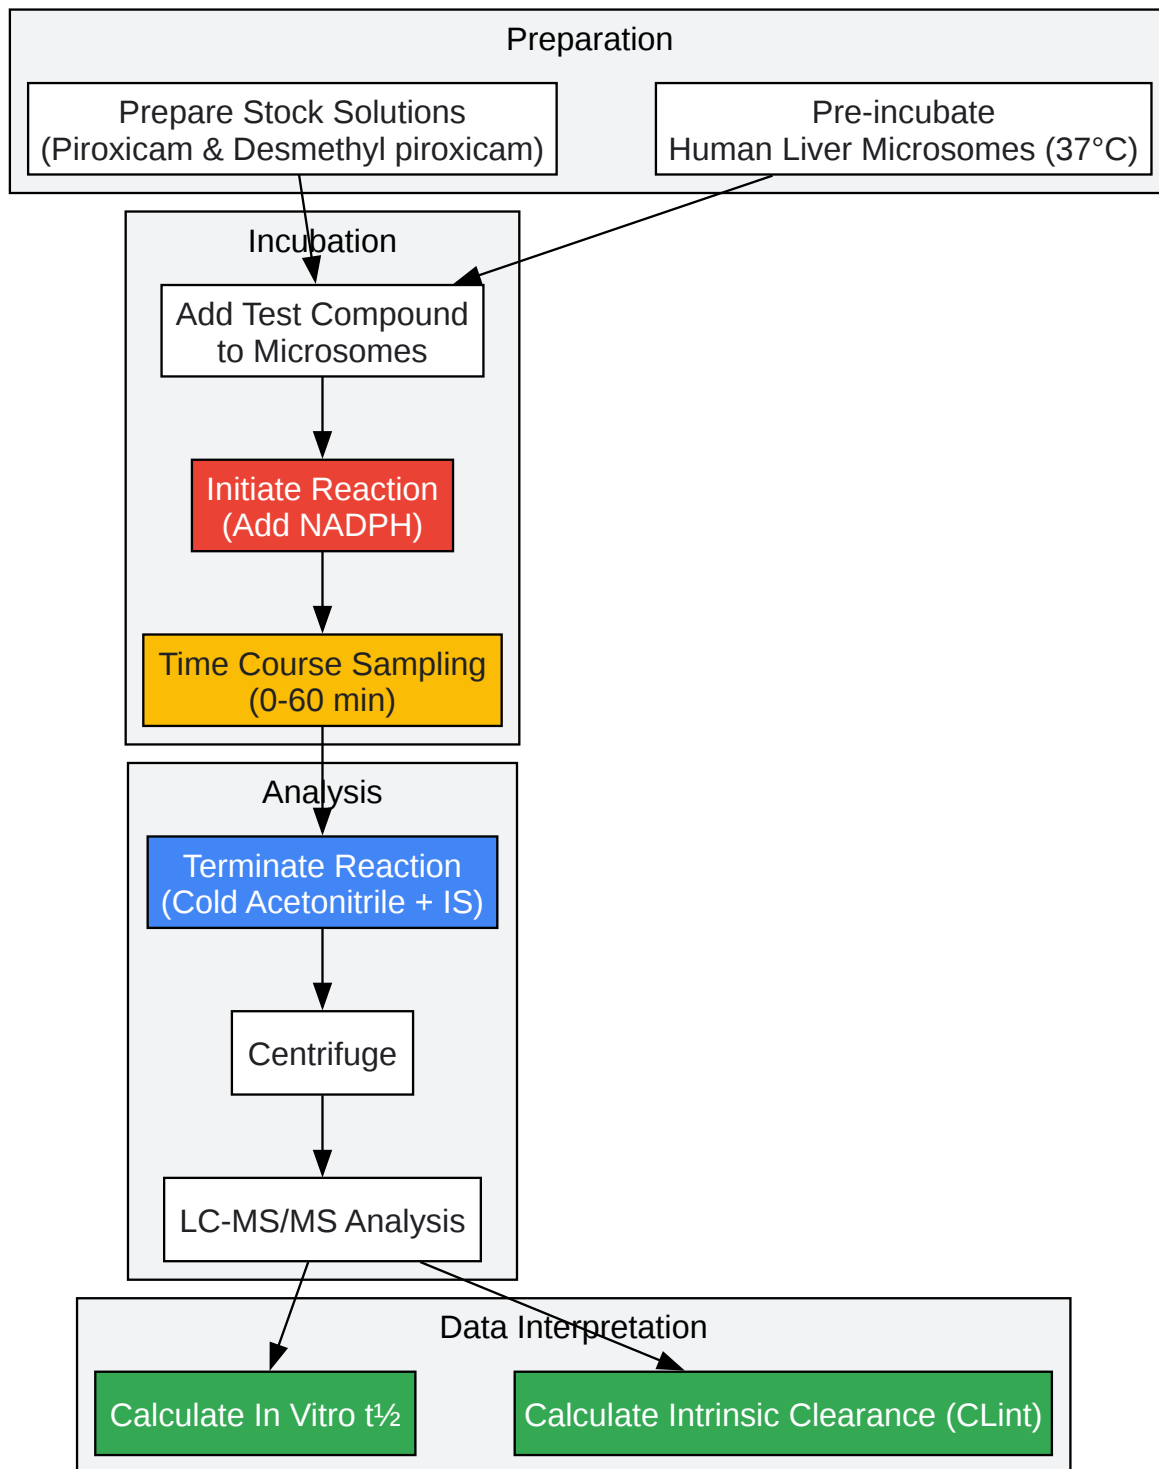 Preparation
Prepare Stock Solutions
(Piroxicam & Desmethyl piroxicam)
Pre-incubate
Human Liver Microsomes (37°C)
Incubation
Add Test Compound
to Microsomes
Initiate Reaction
(Add NADPH)
Time Course Sampling
(0-60 min)
Analysis
Terminate Reaction
(Cold Acetonitrile + IS)
Centrifuge
LC-MS/MS Analysis
Data Interpretation
Calculate In Vitro t½
Calculate Intrinsic Clearance (CLint)